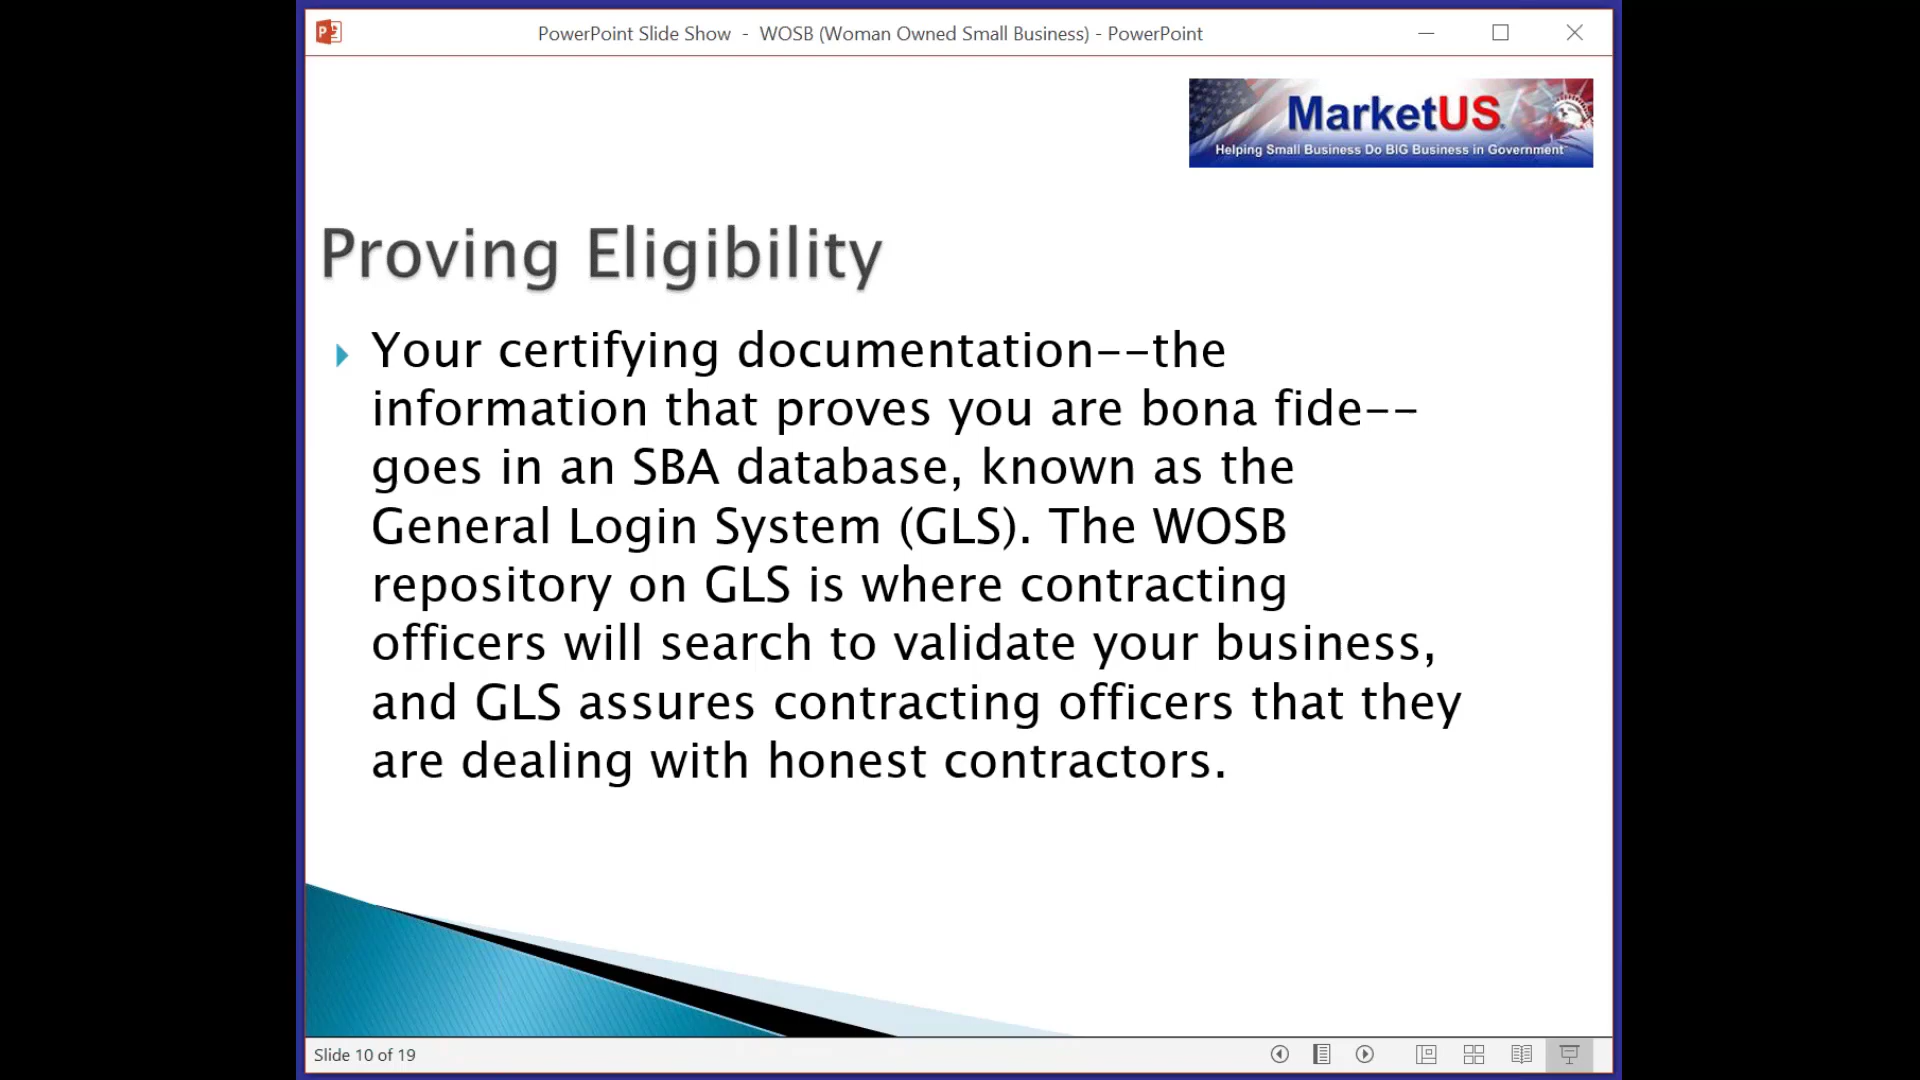 PowerPoint Slide Show - WOSB (Woman Owned Small Business) - PowerPoint
MarketUS
Helping Small Business Do BIG Business in Government
Proving Eligibility
Your certifying documentation--the
information that proves you are bona fide--
goes in an SBA database, known as the
General Login System (GLS). The WOSB
repository on GLS is where contracting
officers will search to validate your business,
and GLS assures contracting officers that they
are dealing with honest contractors.
Slide 10 of 19